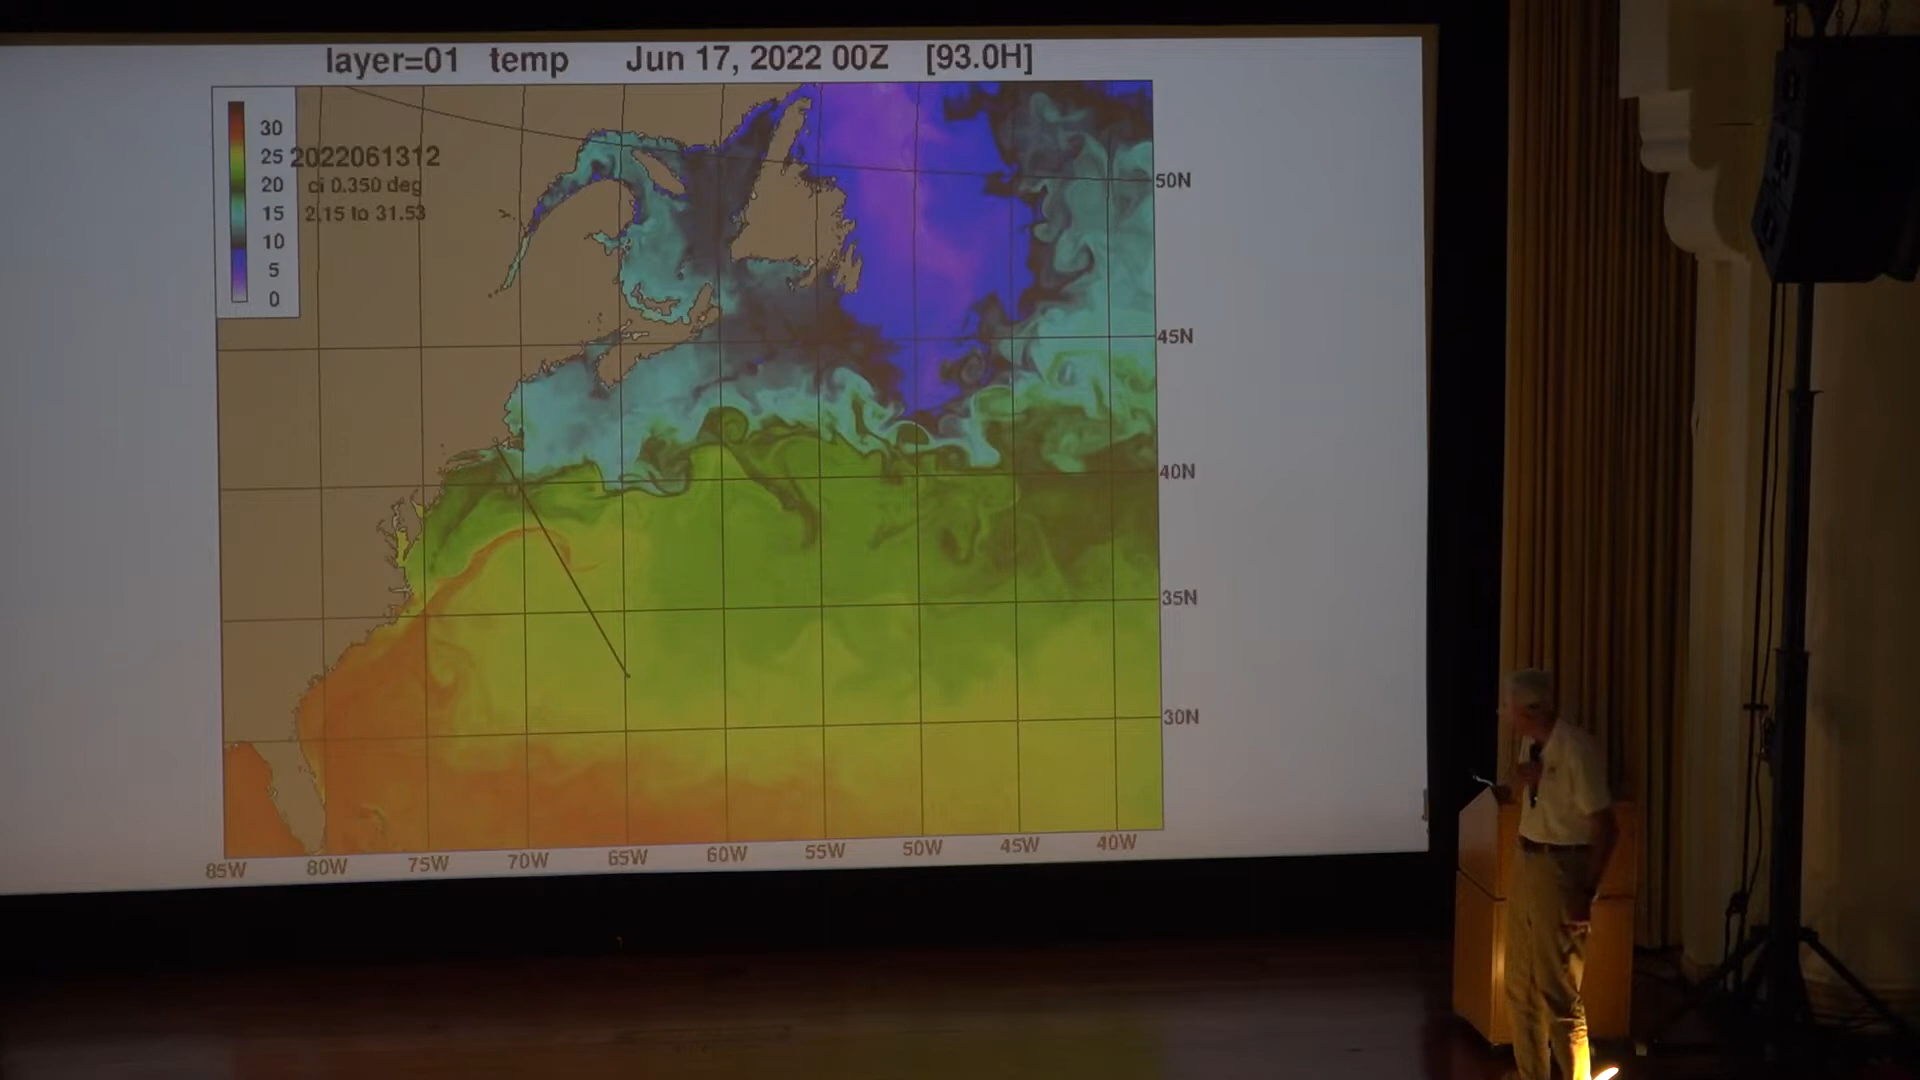 layer=01 temp Jun 17, 2022 00Z [93.0H]
30
25
20
15
10
5
0
2022061312
ci 0.350 deg
2.15 to 31.53
50N
45N
40N
35N
30N
85W 80W 75W 70W 65W 60W 55W 50W 45W 40W